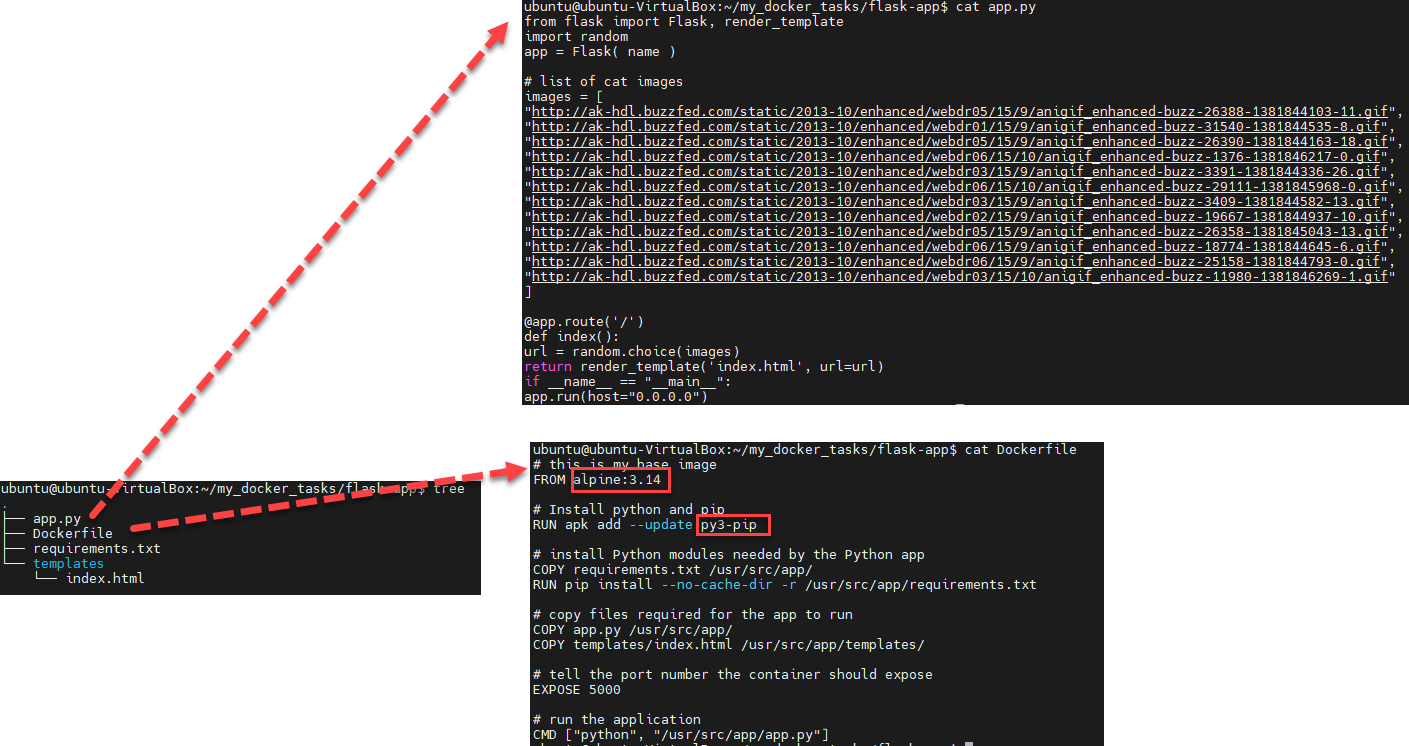 ubuntu@ubuntu-VirtualBox:~/my_docker_tasks/flask-app$ cat app.py
from flask import Flask, render_template
import random
app = Flask( name )
# list of cat images
images = [
"http://ak-hdl.buzzfed.com/static/2013-10/enhanced/webdr05/15/9/anigif_enhanced-buzz-26388-1381844103-11.gif",
"http://ak-hdl.buzzfed.com/static/2013-10/enhanced/webdr01/15/9/anigif_enhanced-buzz-31540-1381844535-8.gif",
"http://ak-hdl.buzzfed.com/static/2013-10/enhanced/webdr05/15/9/anigif_enhanced-buzz-26390-1381844163-18.gif",
"http://ak-hdl.buzzfed.com/static/2013-10/enhanced/webdr06/15/10/anigif_enhanced-buzz-1376-1381846217-0.gif",
"http://ak-hdl.buzzfed.com/static/2013-10/enhanced/webdr03/15/9/anigif_enhanced-buzz-3391-1381844336-26.gif",
"http://ak-hdl.buzzfed.com/static/2013-10/enhanced/webdr06/15/10/anigif_enhanced-buzz-29111-1381845968-0.gif",
"http://ak-hdl.buzzfed.com/static/2013-10/enhanced/webdr03/15/9/anigif_enhanced-buzz-3409-1381844582-13.gif",
"http://ak-hdl.buzzfed.com/static/2013-10/enhanced/webdr02/15/9/anigif_enhanced-buzz-19667-1381844937-10.gif",
"http://ak-hdl.buzzfed.com/static/2013-10/enhanced/webdr05/15/9/anigif_enhanced-buzz-26358-1381845043-13.gif",
"http://ak-hdl.buzzfed.com/static/2013-10/enhanced/webdr06/15/9/anigif_enhanced-buzz-18774-1381844645-6.gif",
"http://ak-hdl.buzzfed.com/static/2013-10/enhanced/webdr06/15/9/anigif_enhanced-buzz-25158-1381844793-0.gif",
"http://ak-hdl.buzzfed.com/static/2013-10/enhanced/webdr03/15/10/anigif_enhanced-buzz-11980-1381846269-1.gif"
]
@app.route('/')
def index():
url = random.choice(images)
return render_template('index.html', url=url)
if __name__ == "__main__":
app.run(host="0.0.0.0")
ubuntu@ubuntu-VirtualBox:~/my_docker_tasks/flask-app$ tree
.
├── app.py
├── Dockerfile
├── requirements.txt
└── templates
    └── index.html
ubuntu@ubuntu-VirtualBox:~/my_docker_tasks/flask-app$ cat Dockerfile
# this is my base image
FROM alpine:3.14
# Install python and pip
RUN apk add --update py3-pip
# install Python modules needed by the Python app
COPY requirements.txt /usr/src/app/
RUN pip install --no-cache-dir -r /usr/src/app/requirements.txt
# copy files required for the app to run
COPY app.py /usr/src/app/
COPY templates/index.html /usr/src/app/templates/
# tell the port number the container should expose
EXPOSE 5000
# run the application
CMD ["python", "/usr/src/app/app.py"]